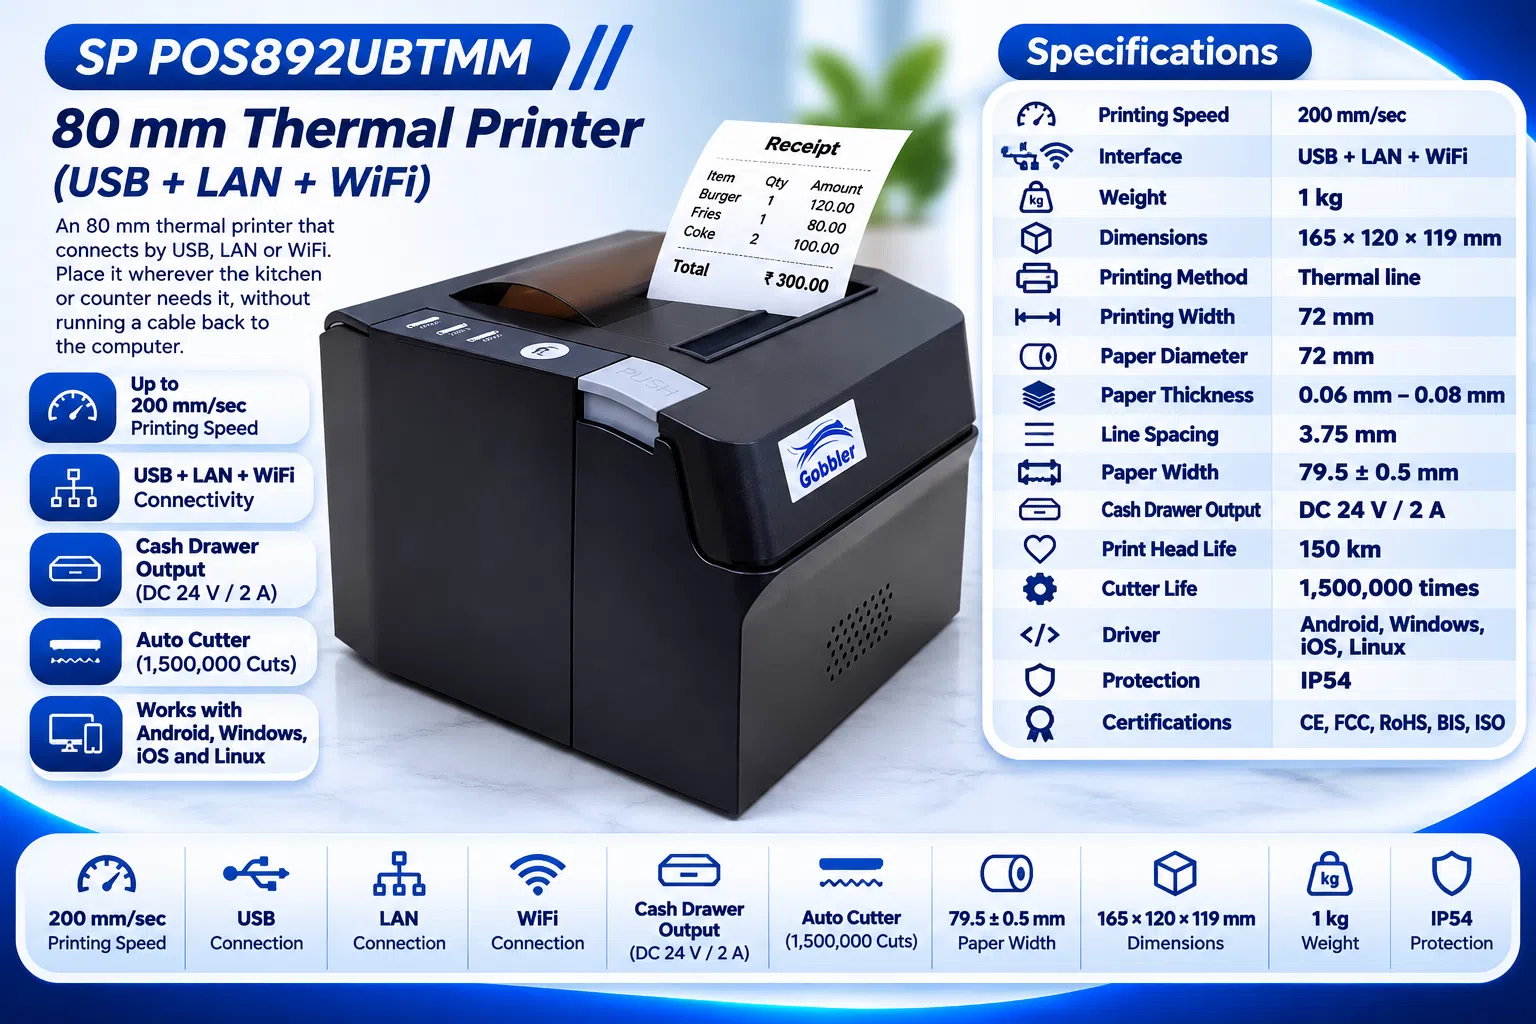 SP POS892UBTMM
80 mm Thermal Printer
(USB + LAN + WiFi)
An 80 mm thermal printer that
connects by USB, LAN or WiFi.
Place it wherever the kitchen
or counter needs it, without
running a cable back to
the computer.
Up to
200 mm/sec
Printing Speed
USB + LAN + WiFi
Connectivity
Cash Drawer
Output
(DC 24 V / 2 A)
Auto Cutter
(1,500,000 Cuts)
Works with
Android, Windows,
iOS and Linux
Receipt
Item Qty Amount
Burger 1 120.00
Fries 1 80.00
Coke 2 100.00
Total ₹ 300.00
PUSH
Gobbler
Specifications
Printing Speed 200 mm/sec
Interface USB + LAN + WiFi
kg Weight 1 kg
Dimensions 165 × 120 × 119 mm
Printing Method Thermal line
Printing Width 72 mm
Paper Diameter 72 mm
Paper Thickness 0.06 mm – 0.08 mm
Line Spacing 3.75 mm
Paper Width 79.5 ± 0.5 mm
Cash Drawer Output DC 24 V / 2 A
Print Head Life 150 km
Cutter Life 1,500,000 times
</> Driver Android, Windows,
iOS, Linux
Protection IP54
Certifications CE, FCC, RoHS, BIS, ISO
200 mm/sec
Printing Speed
USB
Connection
LAN
Connection
WiFi
Connection
Cash Drawer
Output
(DC 24 V / 2 A)
Auto Cutter
(1,500,000 Cuts)
79.5 ± 0.5 mm
Paper Width
165 × 120 × 119 mm
Dimensions
kg
1 kg
Weight
IP54
Protection